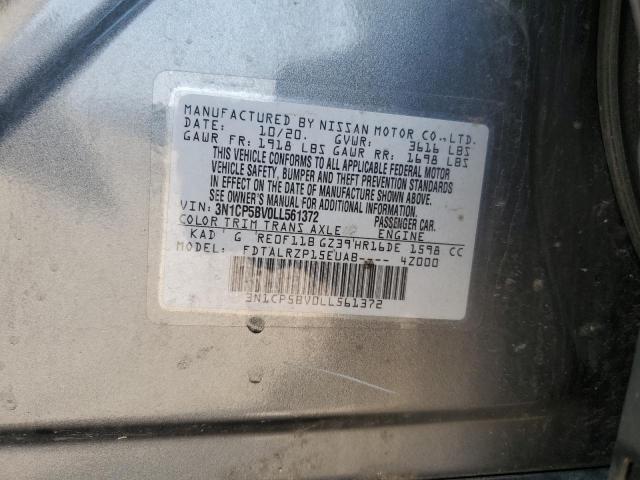 MANUFACTURED BY NISSAN MOTOR CO.,LTD.
DATE: 10/20. GVWR: 3616 LBS
GAWR FR: 1918 LBS GAWR RR: 1698 LBS
THIS VEHICLE CONFORMS TO ALL APPLICABLE FEDERAL MOTOR
VEHICLE SAFETY, BUMPER AND THEFT PREVENTION STANDARDS
IN EFFECT ON THE DATE OF MANUFACTURE SHOWN ABOVE.
SEE OWNER'S MANUAL FOR ADDITIONAL INFORMATION.
VIN: 3N1CP5BV0LL561372 PASSENGER CAR.
COLOR TRIM TRANS AXLE ENGINE
KAD G RE0F11B GZ39 HR16DE 1598 CC
MODEL: FDTALRZP15EUAB---- 4Z000
3N1CP5BV0LL561372